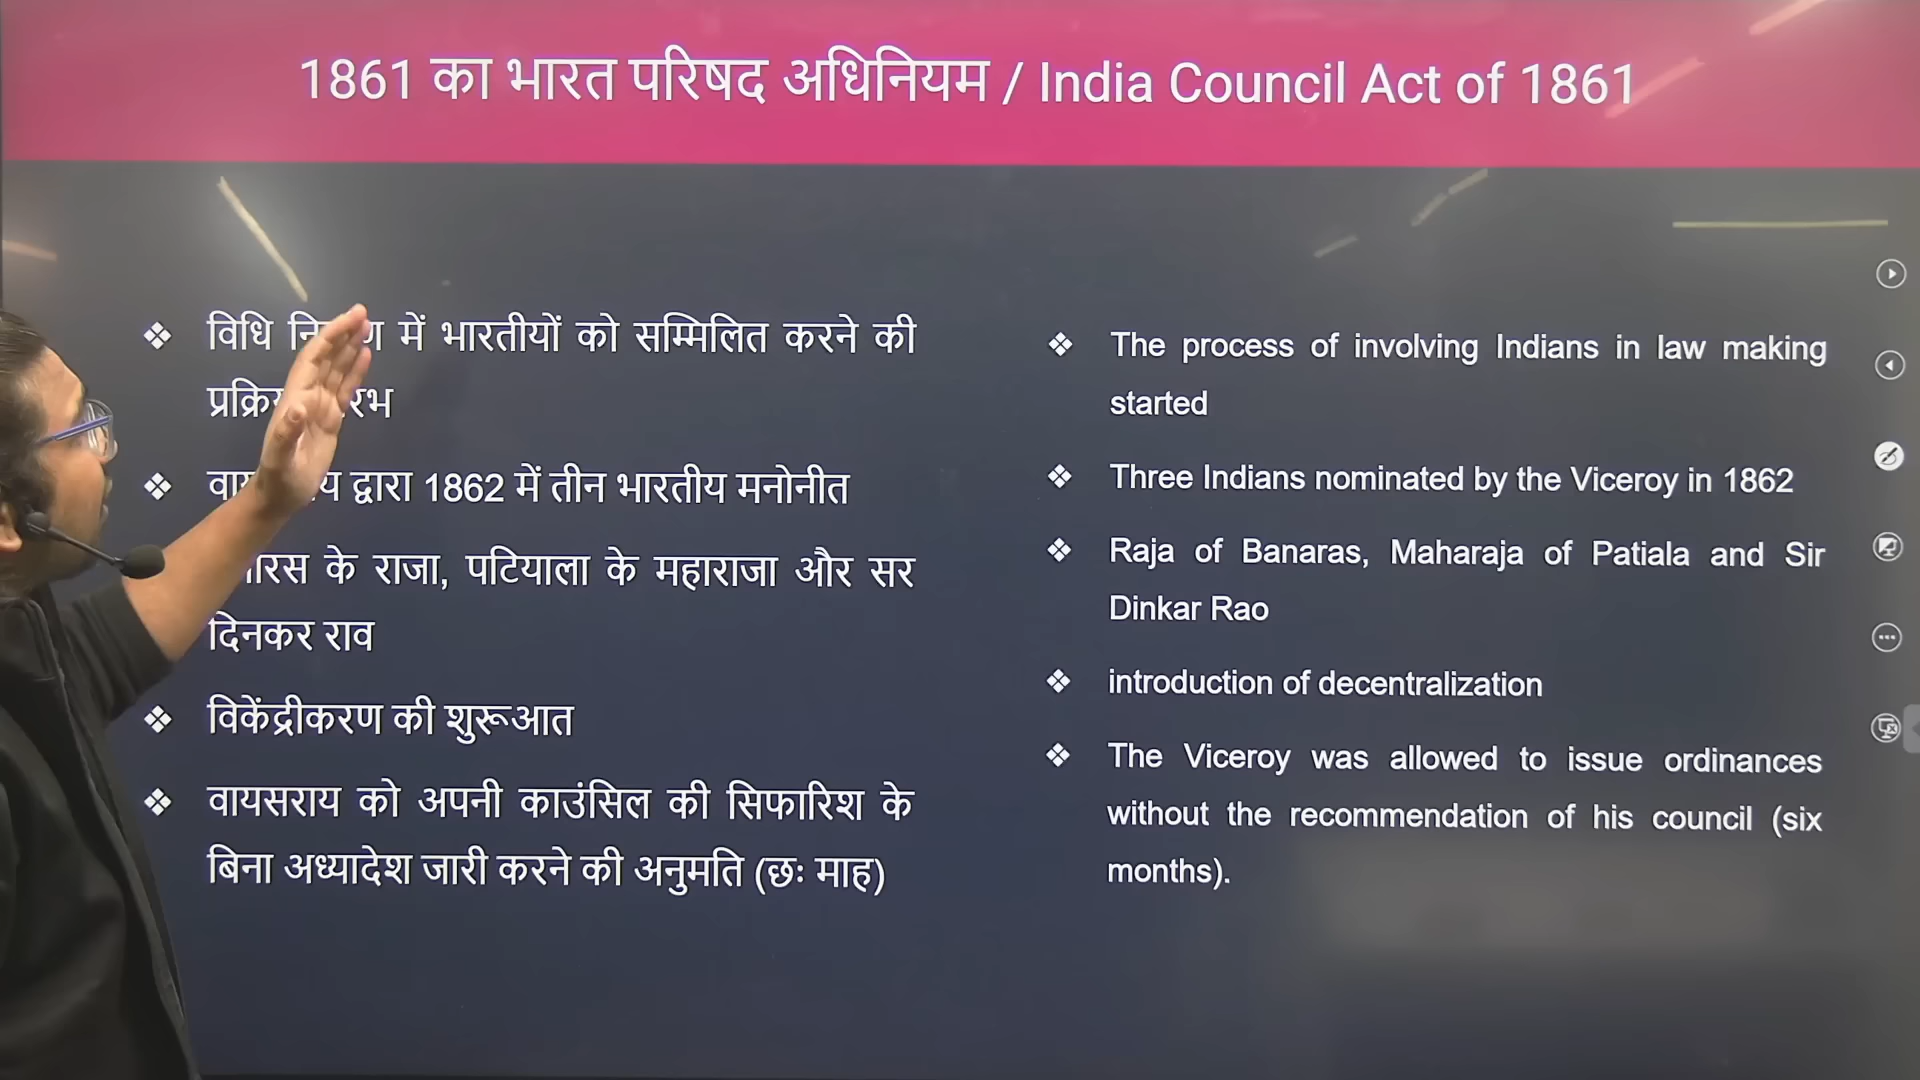 1861 का भारत परिषद अधिनियम / India Council Act of 1861
❖ विधि में भारतीयों को सम्मिलित करने की
❖ द्वारा 1862 में तीन भारतीय मनोनीत
के राजा, पटियाला के महाराजा और सर
दिनकर राव
❖ विकेंद्रीकरण की शुरूआत
❖ वायसराय को अपनी काउंसिल की सिफारिश के
बिना अध्यादेश जारी करने की अनुमति (छः माह)
❖ The process of involving Indians in law making
started
❖ Three Indians nominated by the Viceroy in 1862
❖ Raja of Banaras, Maharaja of Patiala and Sir
Dinkar Rao
❖ introduction of decentralization
❖ The Viceroy was allowed to issue ordinances
without the recommendation of his council (six
months).